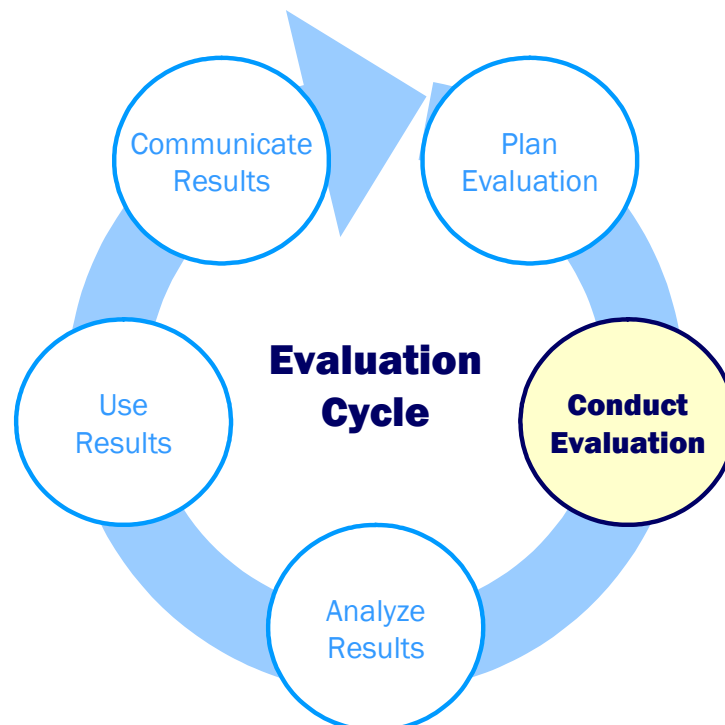 Evaluation
Cycle
Plan
Evaluation
Conduct
Evaluation
Analyze
Results
Use
Results
Communicate
Results